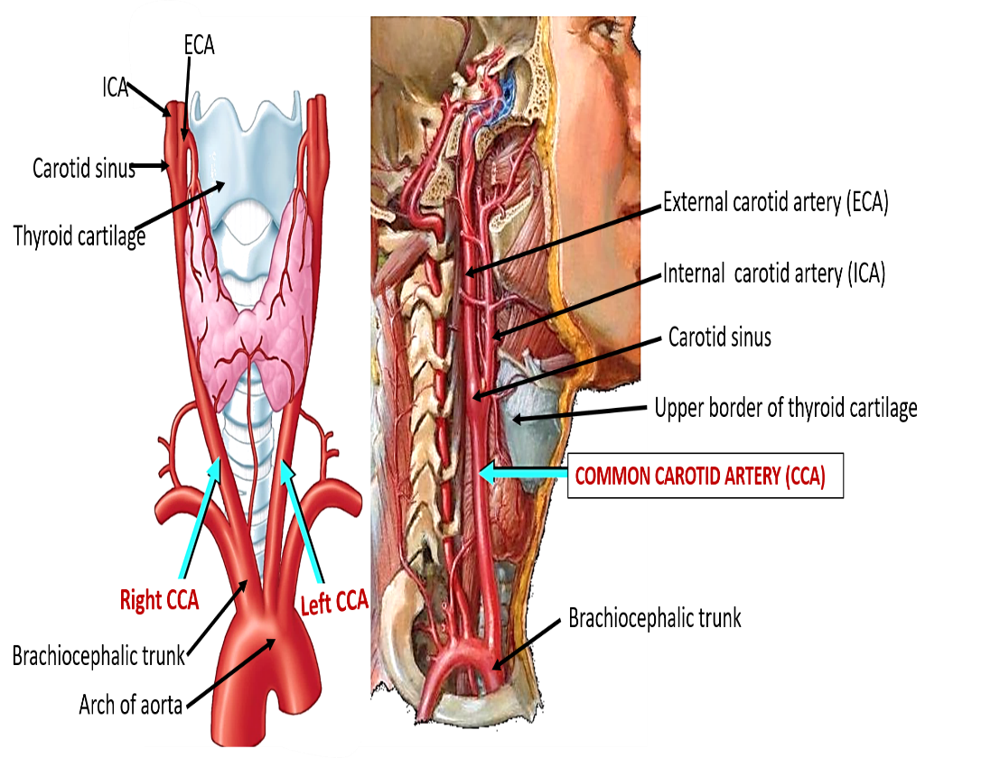 ECA
ICA
Carotid sinus
Thyroid cartilage
Right CCA
Left CCA
Brachiocephalic trunk
Arch of aorta
External carotid artery (ECA)
Internal carotid artery (ICA)
Carotid sinus
Upper border of thyroid cartilage
COMMON CAROTID ARTERY (CCA)
Brachiocephalic trunk